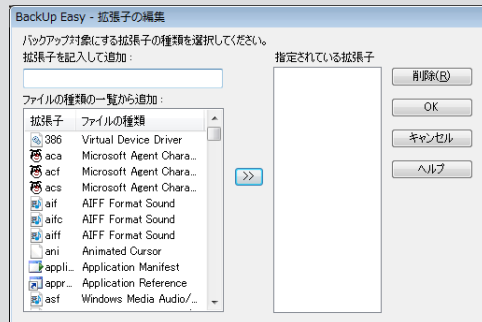 BackUp Easy - 拡張子の編集
バックアップ対象にする拡張子の種類を選択してください。
拡張子を記入して追加:
指定されている拡張子
削除(R)
OK
キャンセル
ヘルプ
ファイルの種類の一覧から追加:
拡張子 ファイルの種類
386 Virtual Device Driver
aca Microsoft Agent Chara...
acf Microsoft Agent Chara...
acs Microsoft Agent Chara...
aif AIFF Format Sound
aifc AIFF Format Sound
aiff AIFF Format Sound
ani Animated Cursor
appli... Application Manifest
appr... Application Reference
asf Windows Media Audio/...
>>